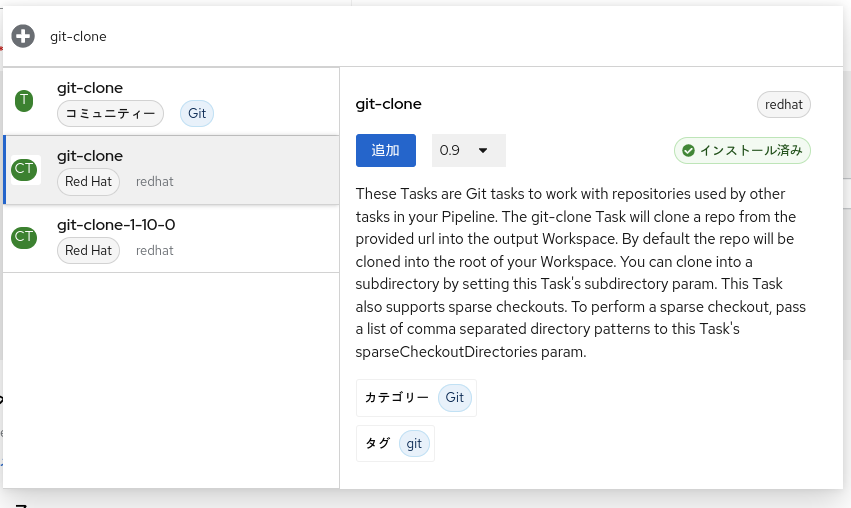 git-clone
T
git-clone
コミュニティー Git
CT
git-clone
Red Hat redhat
CT
git-clone-1-10-0
Red Hat redhat
git-clone redhat
追加 0.9 インストール済み
These Tasks are Git tasks to work with repositories used by other
tasks in your Pipeline. The git-clone Task will clone a repo from the
provided url into the output Workspace. By default the repo will be
cloned into the root of your Workspace. You can clone into a
subdirectory by setting this Task's subdirectory param. This Task
also supports sparse checkouts. To perform a sparse checkout, pass
a list of comma separated directory patterns to this Task's
sparseCheckoutDirectories param.
カテゴリー Git
タグ git